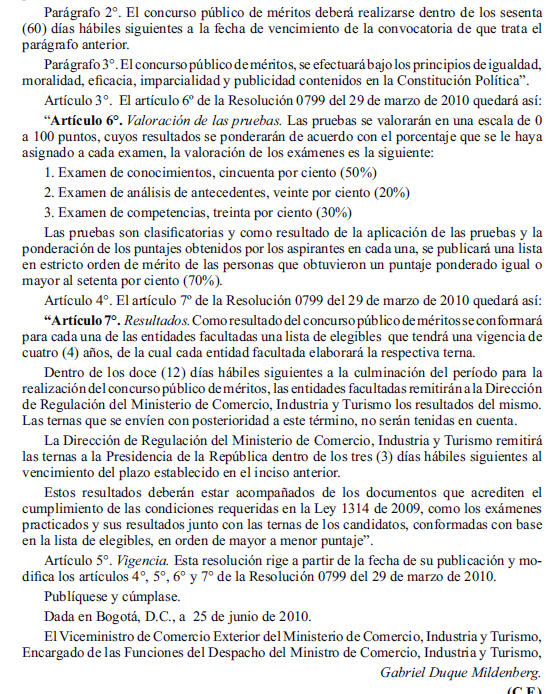 Parágrafo 2°. El concurso público de méritos deberá realizarse dentro de los sesenta
(60) días hábiles siguientes a la fecha de vencimiento de la convocatoria de que trata el
parágrafo anterior.
Parágrafo 3°. El concurso público de méritos, se efectuará bajo los principios de igualdad,
moralidad, eficacia, imparcialidad y publicidad contenidos en la Constitución Política”.
Artículo 3°. El artículo 6° de la Resolución 0799 del 29 de marzo de 2010 quedará así:
“Artículo 6°. Valoración de las pruebas. Las pruebas se valorarán en una escala de 0
a 100 puntos, cuyos resultados se ponderarán de acuerdo con el porcentaje que se le haya
asignado a cada examen, la valoración de los exámenes es la siguiente:
1. Examen de conocimientos, cincuenta por ciento (50%)
2. Examen de análisis de antecedentes, veinte por ciento (20%)
3. Examen de competencias, treinta por ciento (30%)
Las pruebas son clasificatorias y como resultado de la aplicación de las pruebas y la
ponderación de los puntajes obtenidos por los aspirantes en cada una, se publicará una lista
en estricto orden de mérito de las personas que obtuvieron un puntaje ponderado igual o
mayor al setenta por ciento (70%).
Artículo 4°. El artículo 7° de la Resolución 0799 del 29 de marzo de 2010 quedará así:
“Artículo 7°. Resultados. Como resultado del concurso público de méritos se conformará
para cada una de las entidades facultadas una lista de elegibles que tendrá una vigencia de
cuatro (4) años, de la cual cada entidad facultada elaborará la respectiva terna.
Dentro de los doce (12) días hábiles siguientes a la culminación del período para la
realización del concurso público de méritos, las entidades facultadas remitirán a la Dirección
de Regulación del Ministerio de Comercio, Industria y Turismo los resultados del mismo.
Las ternas que se envíen con posterioridad a este término, no serán tenidas en cuenta.
La Dirección de Regulación del Ministerio de Comercio, Industria y Turismo remitirá
las ternas a la Presidencia de la República dentro de los tres (3) días hábiles siguientes al
vencimiento del plazo establecido en el inciso anterior.
Estos resultados deberán estar acompañados de los documentos que acrediten el
cumplimiento de las condiciones requeridas en la Ley 1314 de 2009, como los exámenes
practicados y sus resultados junto con las ternas de los candidatos, conformadas con base
en la lista de elegibles, en orden de mayor a menor puntaje”.
Artículo 5°. Vigencia. Esta resolución rige a partir de la fecha de su publicación y mo-
difica los artículos 4°, 5°, 6° y 7° de la Resolución 0799 del 29 de marzo de 2010.
Publíquese y cúmplase.
Dada en Bogotá, D.C., a 25 de junio de 2010.
El Viceministro de Comercio Exterior del Ministerio de Comercio, Industria y Turismo,
Encargado de las Funciones del Despacho del Ministro de Comercio, Industria y Turismo,
Gabriel Duque Mildenberg.
(C.F.)